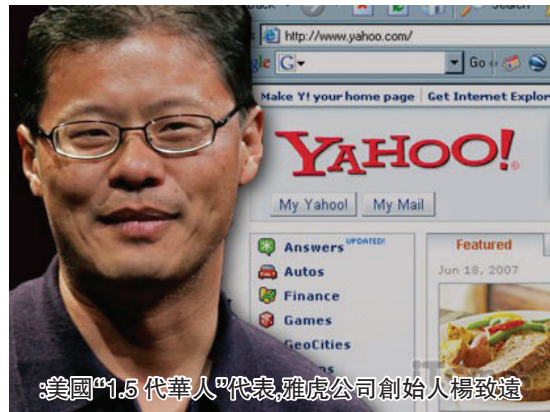 Search
http://www.yahoo.com/
gle G Go
Make Y! your home page Get Internet Explor
YAHOO!
My Yahoo! My Mail
Answers UPDATED!
Autos
Finance
Games
GeoCities
Featured
Jun 18, 2007
:美國“1.5 代華人”代表,雅虎公司創始人楊致遠